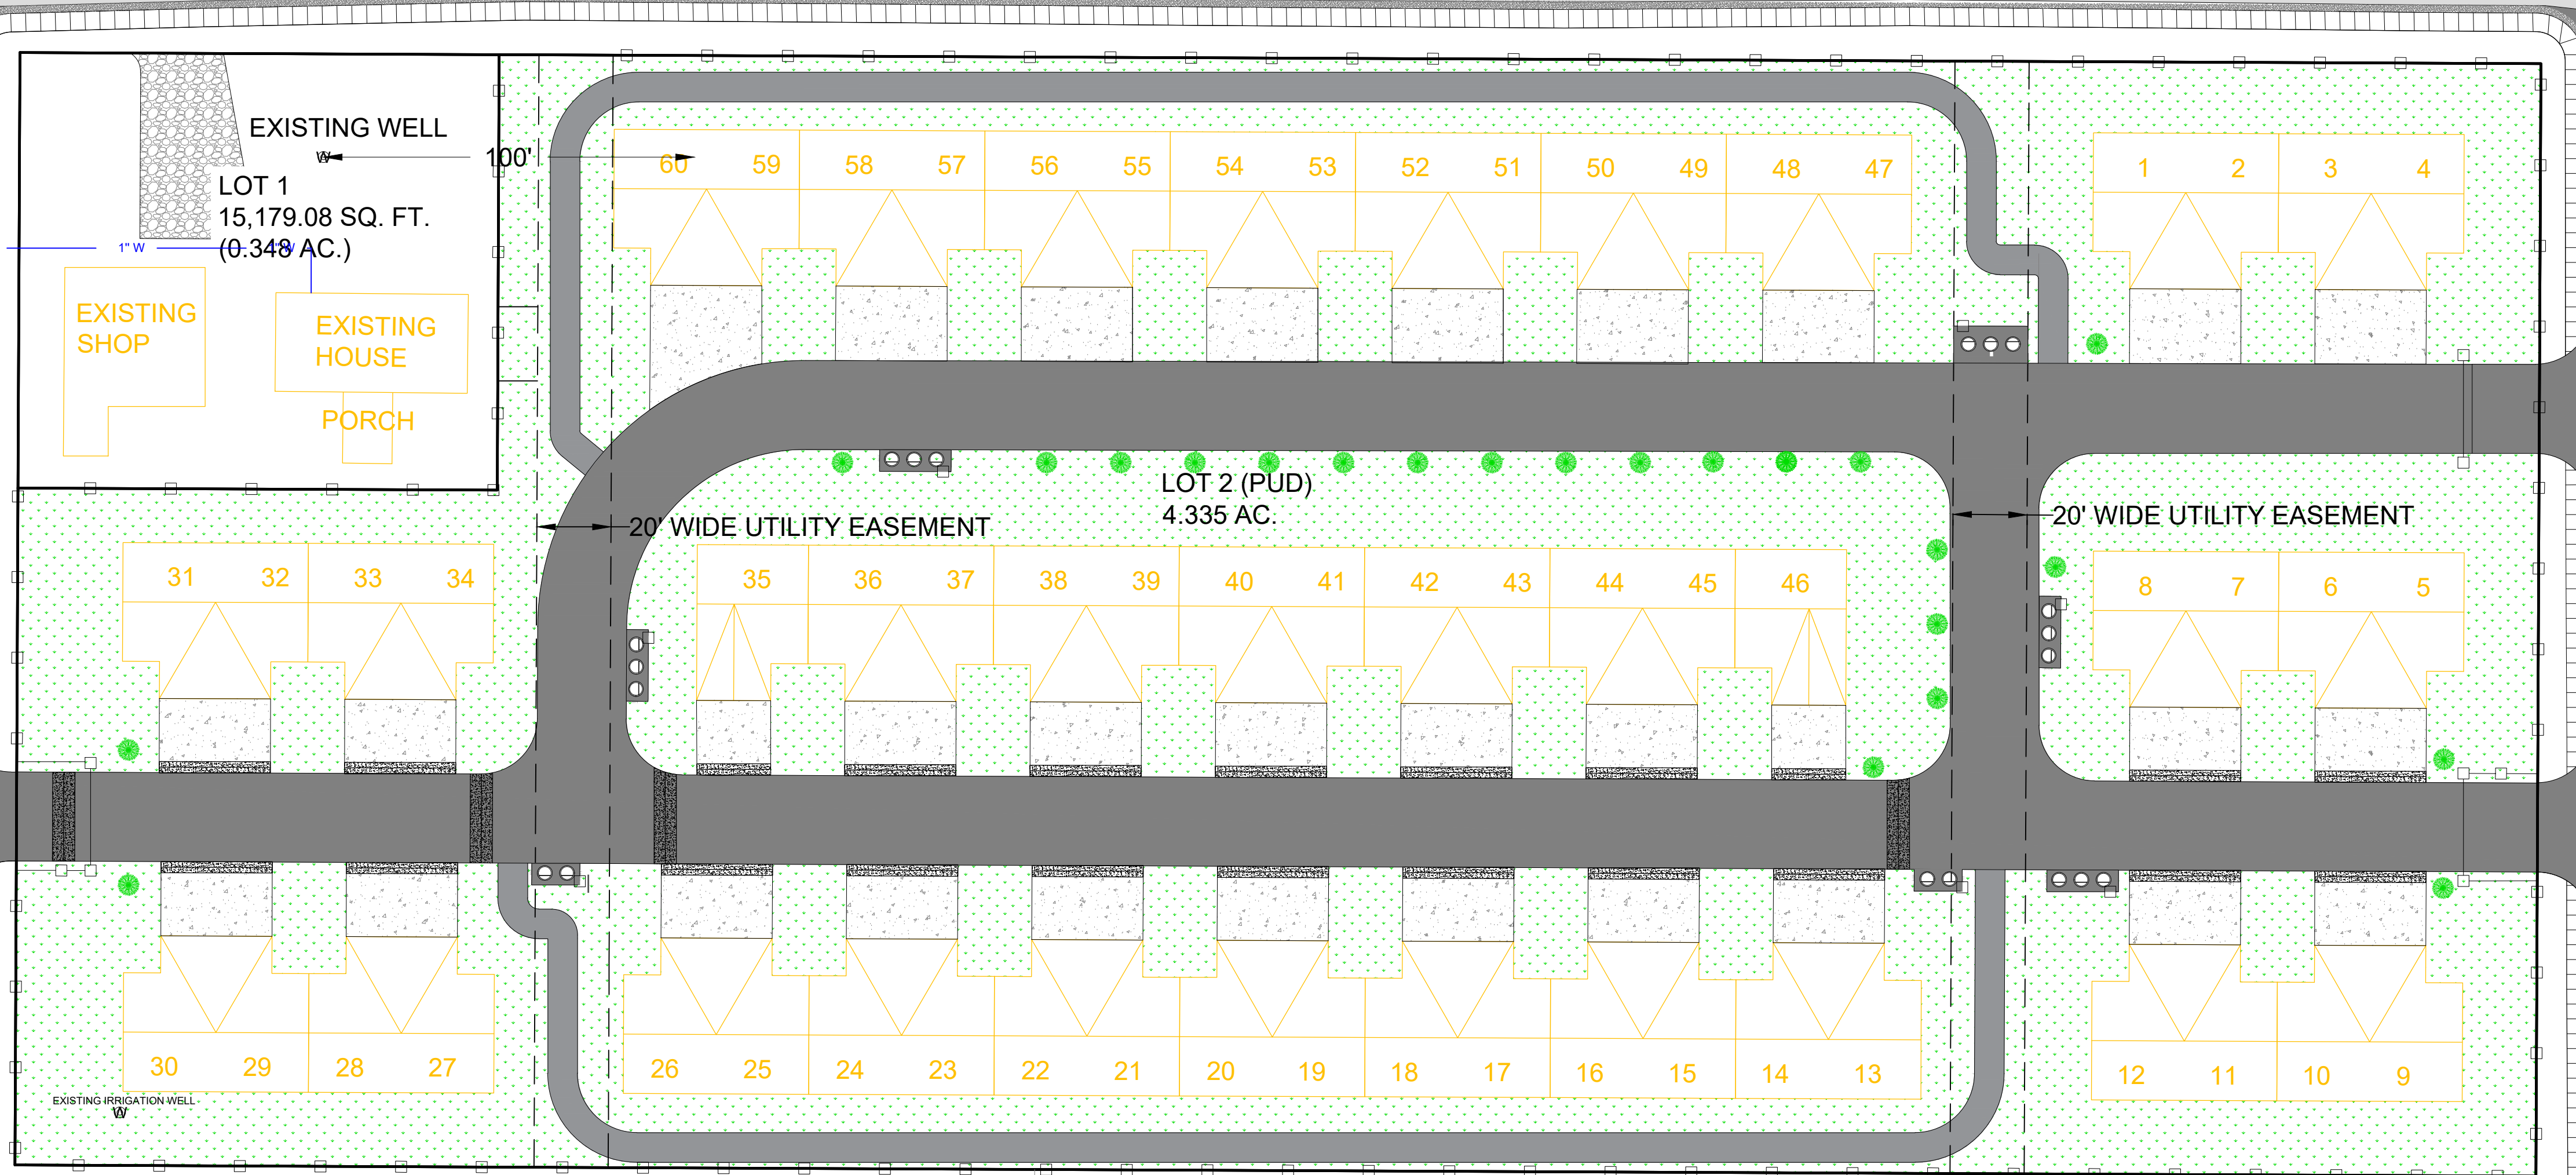 EXISTING WELL
W
100'
LOT 1
15,179.08 SQ. FT.
(0.348 AC.)
1" W
1" W
EXISTING
SHOP
EXISTING
HOUSE
PORCH
60 59 58 57 56 55 54 53 52 51 50 49 48 47
1 2 3 4
LOT 2 (PUD)
4.335 AC.
20' WIDE UTILITY EASEMENT
20' WIDE UTILITY EASEMENT
31 32 33 34
35 36 37 38 39 40 41 42 43 44 45 46
8 7 6 5
30 29 28 27
26 25 24 23 22 21 20 19 18 17 16 15 14 13
12 11 10 9
EXISTING IRRIGATION WELL
W